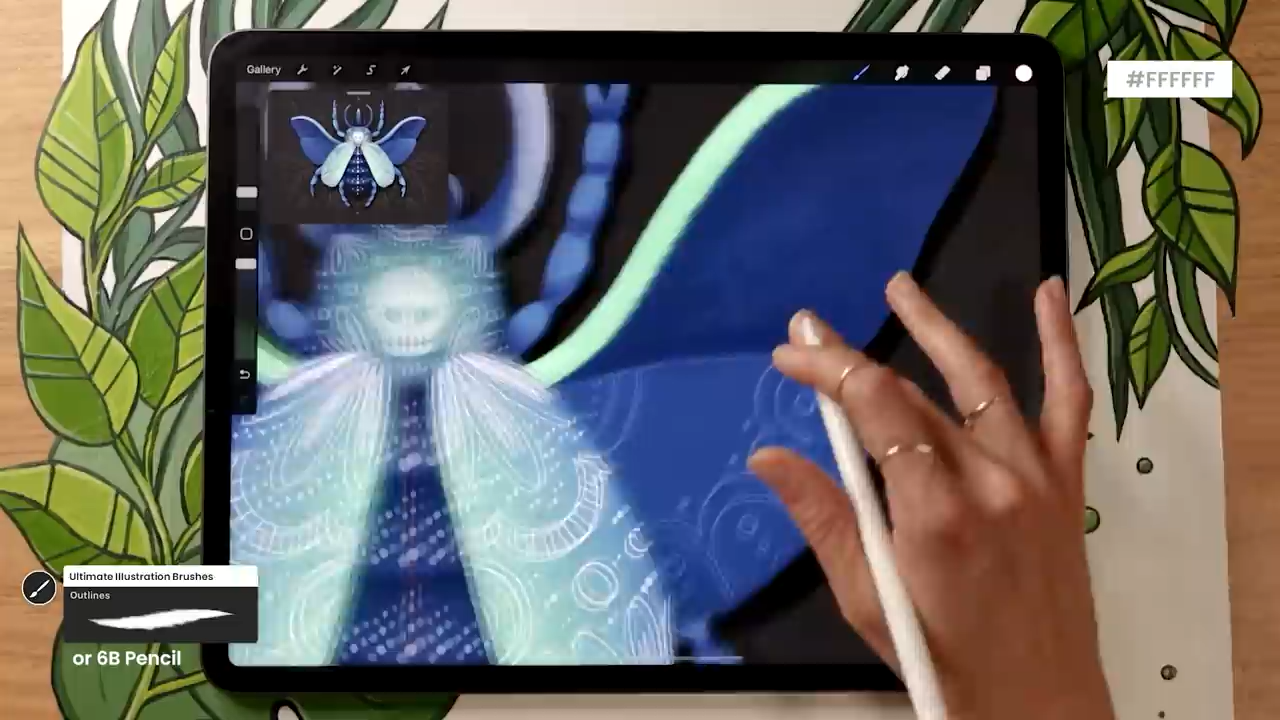 Gallery
#FFFFFF
Ultimate Illustration Brushes
Outlines
or 6B Pencil